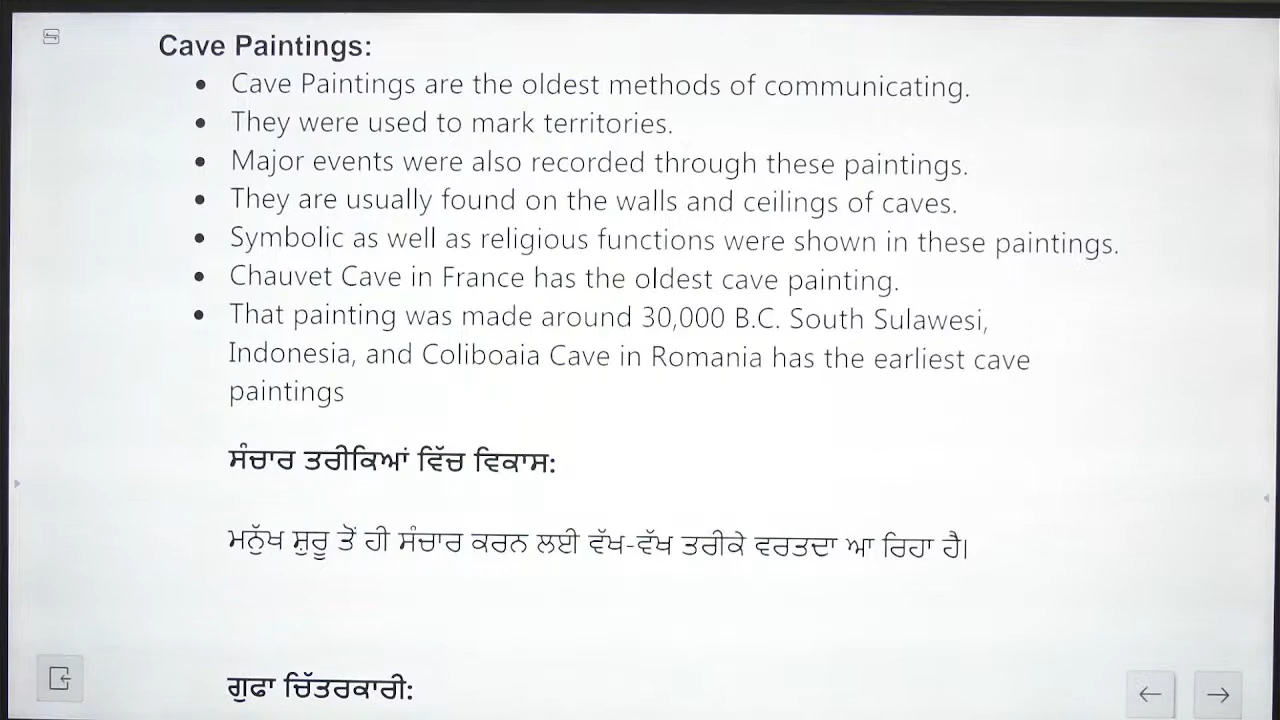 Cave Paintings:
• Cave Paintings are the oldest methods of communicating.
• They were used to mark territories.
• Major events were also recorded through these paintings.
• They are usually found on the walls and ceilings of caves.
• Symbolic as well as religious functions were shown in these paintings.
• Chauvet Cave in France has the oldest cave painting.
• That painting was made around 30,000 B.C. South Sulawesi,
Indonesia, and Coliboaia Cave in Romania has the earliest cave
paintings
ਸੰਚਾਰ ਤਰੀਕਿਆਂ ਵਿੱਚ ਵਿਕਾਸ:
ਮਨੁੱਖ ਸ਼ੁਰੂ ਤੋਂ ਹੀ ਸੰਚਾਰ ਕਰਨ ਲਈ ਵੱਖ-ਵੱਖ ਤਰੀਕੇ ਵਰਤਦਾ ਆ ਰਿਹਾ ਹੈ।
ਗੁਫਾ ਚਿੱਤਰਕਾਰੀ: